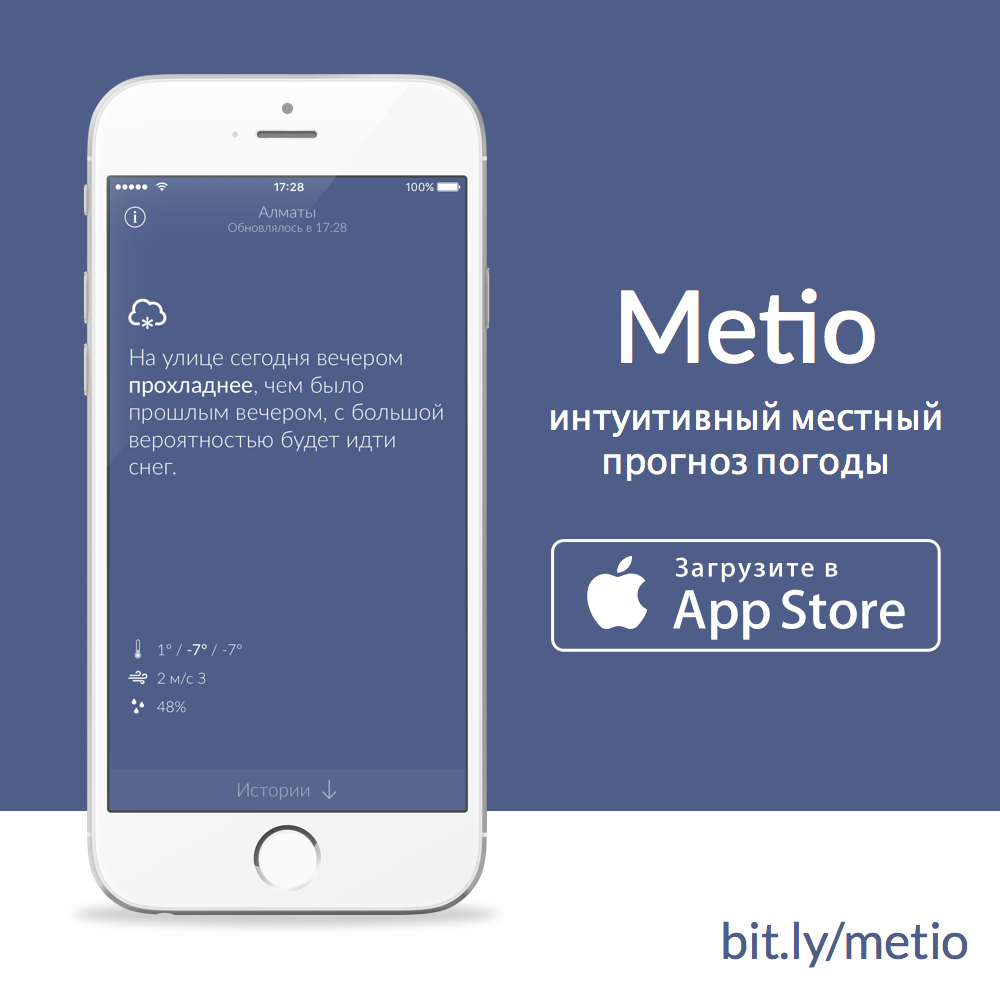 17:28
100%
Алматы
Обновлялось в 17:28
На улице сегодня вечером
прохладнее, чем было
прошлым вечером, с большой
вероятностью будет идти
снег.
1° / -7° / -7°
2 м/с З
48%
Истории ↓
Metio
интуитивный местный
прогноз погоды
Загрузите в
App Store
bit.ly/metio